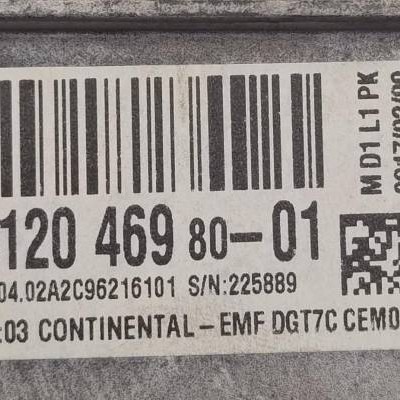 120 469 80-01
04.02A2C96216101 S/N:225889
:03 CONTINENTAL-EMF DGT7C CEM0
M D1 L1 PK